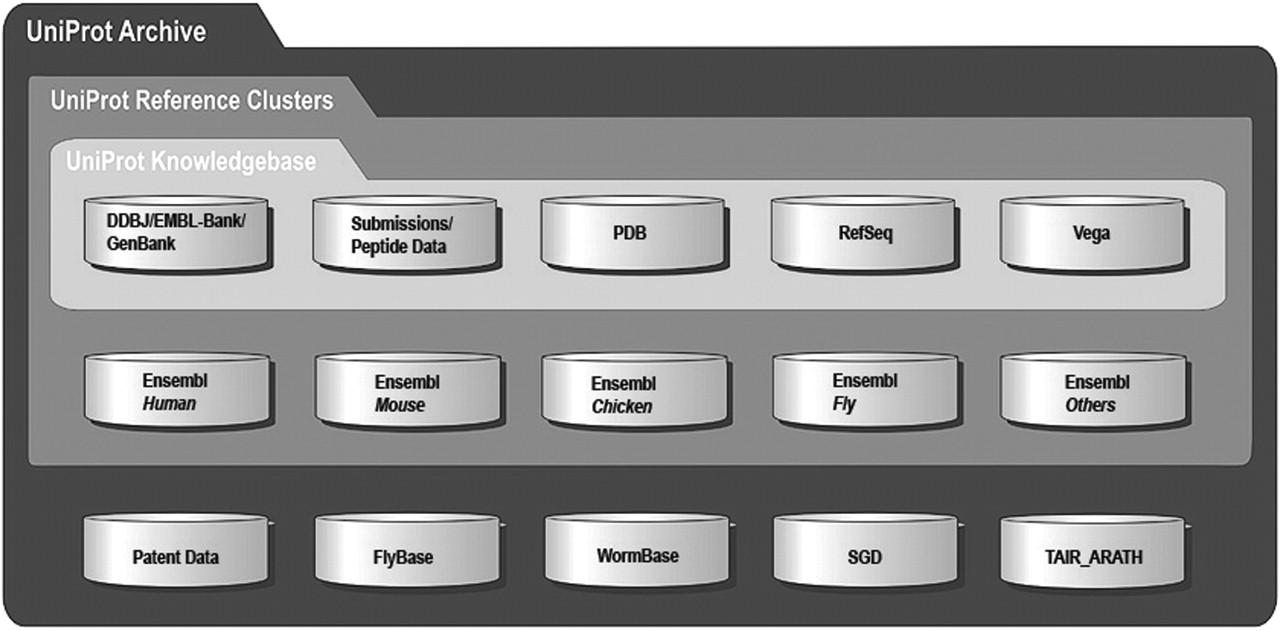 UniProt Archive
UniProt Reference Clusters
UniProt Knowledgebase
DDBJ/EMBL-Bank/
GenBank
Submissions/
Peptide Data
PDB
RefSeq
Vega
Ensembl
Human
Ensembl
Mouse
Ensembl
Chicken
Ensembl
Fly
Ensembl
Others
Patent Data
FlyBase
WormBase
SGD
TAIR_ARATH